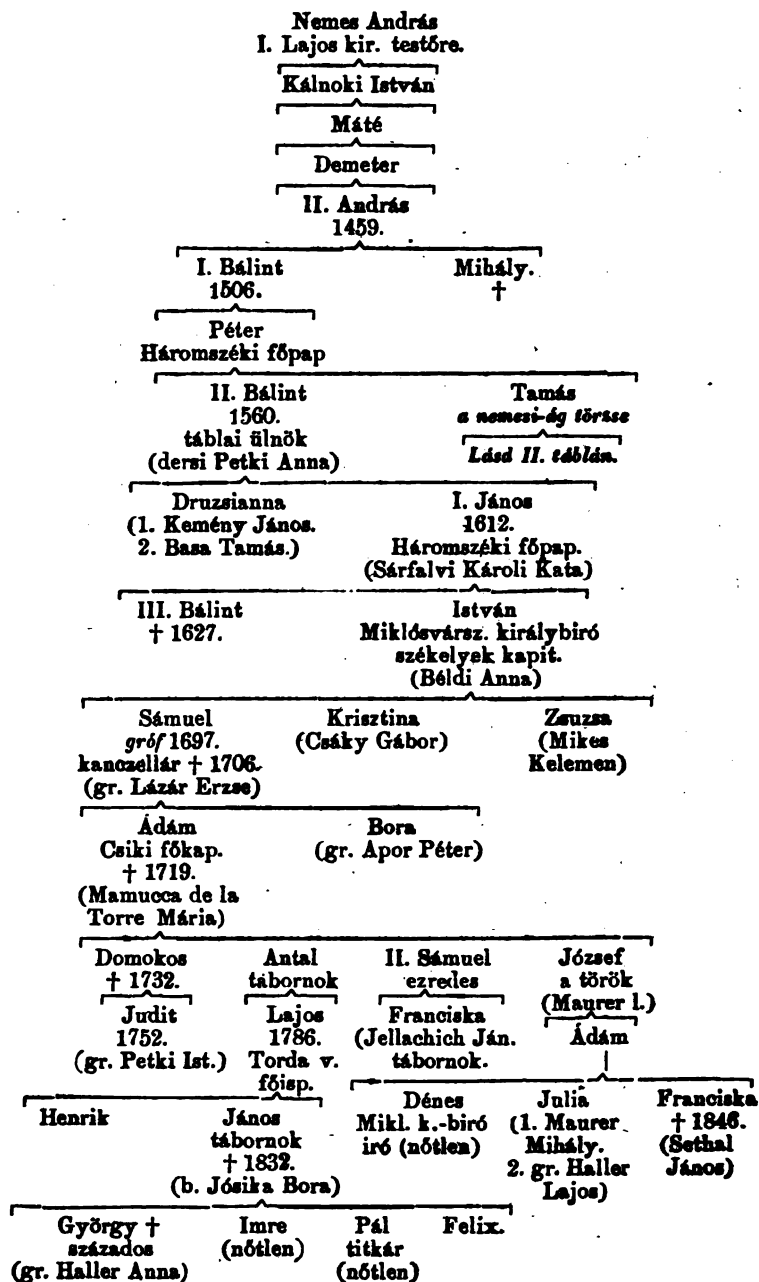 Nemes András
I. Lajos kir. testőre.
Kálnoki István
Máté
Demeter
II. András
1459.
I. Bálint
1506.
Mihály.
†
Péter
Háromszéki főpap
II. Bálint
1560.
táblai ülnök
(dersi Petki Anna)
Tamás
a nemesi-ág törzse
Lásd II. táblán.
Druzsianna
(1. Kemény János.
2. Basa Tamás.)
I. János
1612.
Háromszéki főpap.
(Sárfalvi Károli Kata)
III. Bálint
† 1627.
István
Miklósvársz. királybiró
székelyek kapit.
(Béldi Anna)
Sámuel
gróf 1697.
kanczellár † 1706.
(gr. Lázár Erzse)
Krisztina
(Csáky Gábor)
Zsuzsa
(Mikes
Kelemen)
Ádám
Csiki főkap.
† 1719.
(Mamucca de la
Torre Mária)
Bora
(gr. Apor Péter)
Domokos
† 1732.
Antal
tábornok
II. Sámuel
ezredes
József
a török
(Maurer l.)
Judit
1752.
(gr. Petki Ist.)
Lajos
1786.
Torda v.
főisp.
Franciska
(Jellachich Ján.
tábornok.
Ádám
Henrik
János
tábornok
† 1832.
(b. Jósika Bora)
Dénes
Mikl. k.-biró
iró (nőtlen)
Julia
(1. Maurer
Mihály.
2. gr. Haller
Lajos)
Franciska
† 1846.
(Sethal
János)
György †
százados
(gr. Haller Anna)
Imre
(nőtlen)
Pál
titkár
(nőtlen)
Felix.